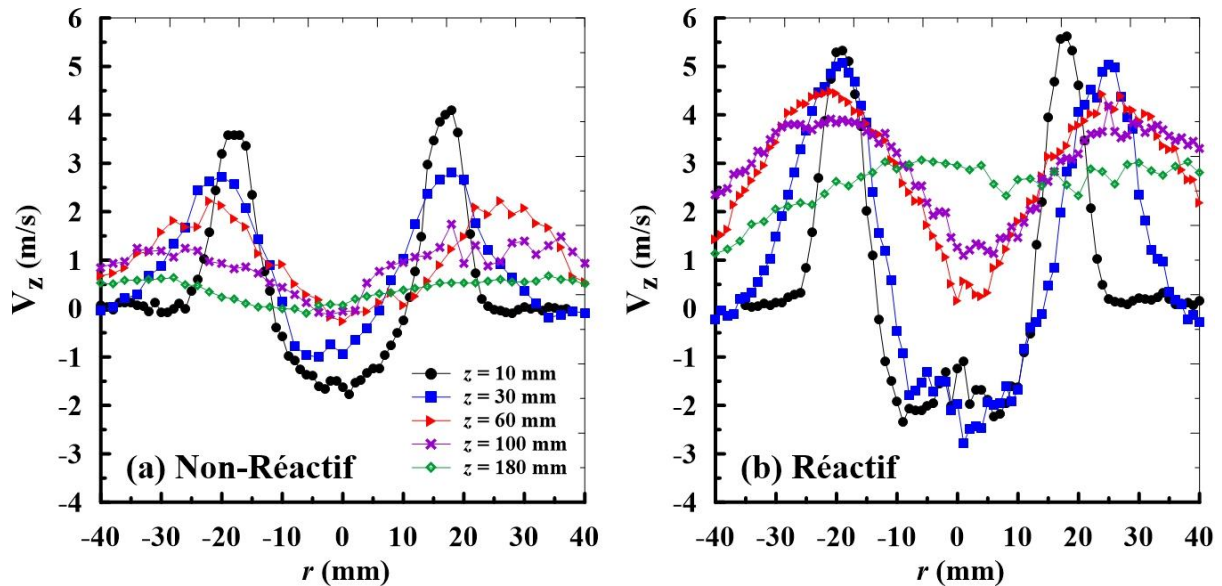 6
5
4
3
2
1
0
-1
-2
-3
-4
V_z (m/s)
-40 -30 -20 -10 0 10 20 30 40
r (mm)
z = 10 mm
z = 30 mm
z = 60 mm
z = 100 mm
z = 180 mm
(a) Non-Réactif
6
5
4
3
2
1
0
-1
-2
-3
-4
V_z (m/s)
-40 -30 -20 -10 0 10 20 30 40
r (mm)
(b) Réactif